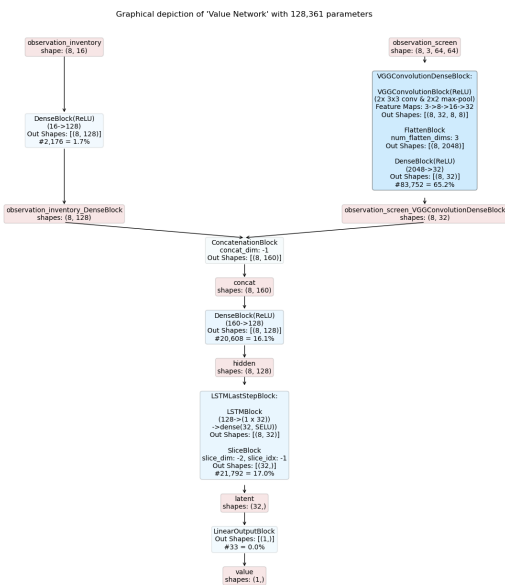 Graphical depiction of 'Value Network' with 128,361 parameters
observation_inventory
shape: (8, 16)
observation_screen
shape: (8, 3, 64, 64)
DenseBlock(ReLU)
(16->128)
Out Shapes: [(8, 128)]
#2,176 = 1.7%
VGGConvolutionDenseBlock:
VGGConvolutionBlock(ReLU)
(2x 3x3 conv & 2x2 max-pool)
Feature Maps: 3->8->16->32
Out Shapes: [(8, 32, 8, 8)]
FlattenBlock
num_flatten_dims: 3
Out Shapes: [(8, 2048)]
DenseBlock(ReLU)
(2048->32)
Out Shapes: [(8, 32)]
#83,752 = 65.2%
observation_inventory_DenseBlock
shapes: (8, 128)
observation_screen_VGGConvolutionDenseBlock
shapes: (8, 32)
ConcatenationBlock
concat_dim: -1
Out Shapes: [(8, 160)]
concat
shapes: (8, 160)
DenseBlock(ReLU)
(160->128)
Out Shapes: [(8, 128)]
#20,608 = 16.1%
hidden
shapes: (8, 128)
LSTMLastStepBlock:
LSTMBlock
(128->(1 x 32))
->dense(32, SELU))
Out Shapes: [(8, 32)]
SliceBlock
slice_dim: -2, slice_idx: -1
Out Shapes: [(32,)]
#21,792 = 17.0%
latent
shapes: (32,)
LinearOutputBlock
Out Shapes: [(1,)]
#33 = 0.0%
value
shapes: (1,)